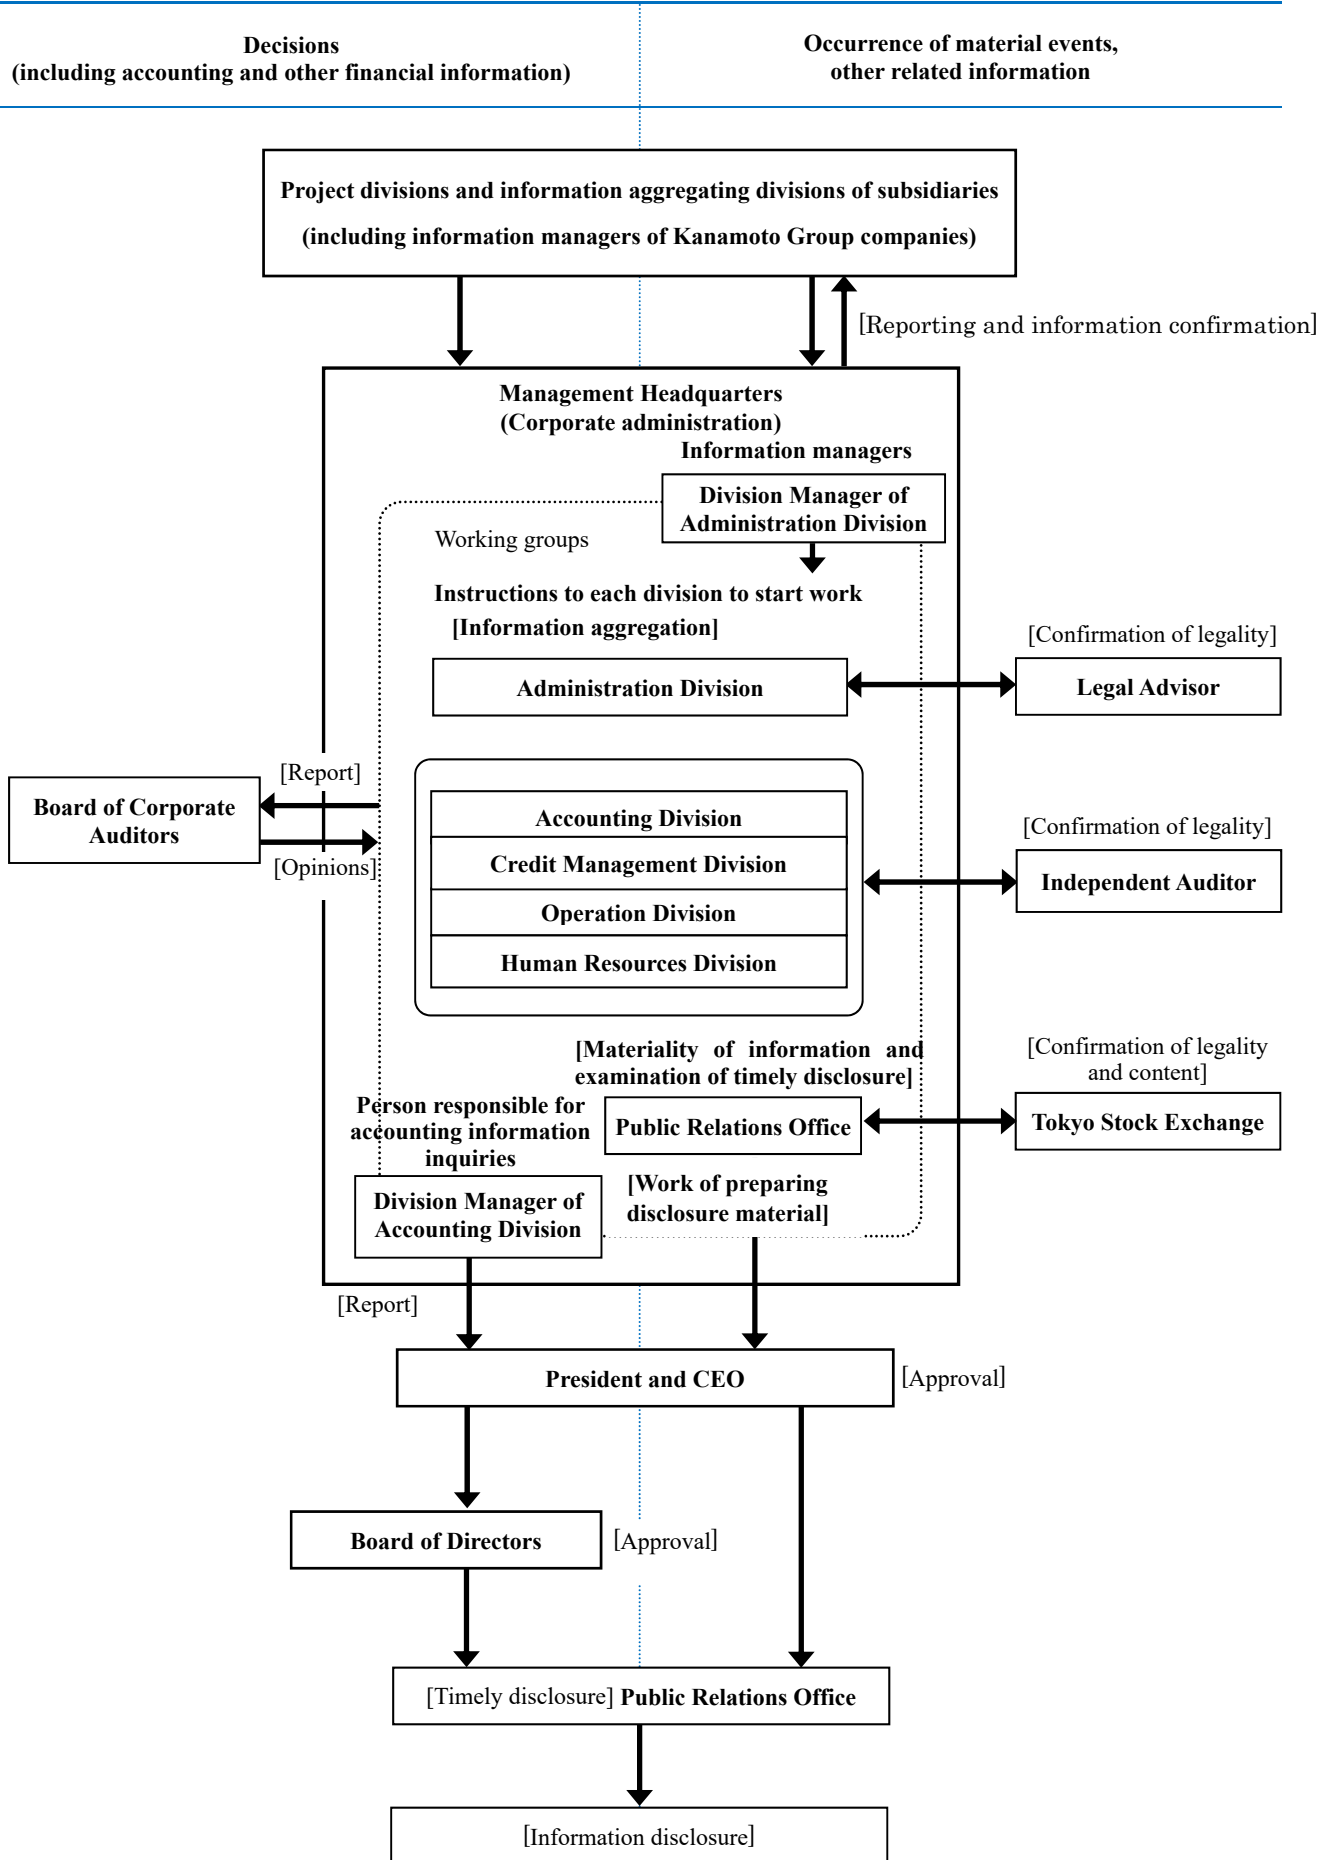 Decisions
(including accounting and other financial information)
Occurrence of material events,
other related information
Project divisions and information aggregating divisions of subsidiaries
(including information managers of Kanamoto Group companies)
[Reporting and information confirmation]
Management Headquarters
(Corporate administration)
Information managers
Division Manager of
Administration Division
Working groups
Instructions to each division to start work
[Information aggregation]
[Confirmation of legality]
Administration Division
Legal Advisor
[Report]
Board of Corporate
Auditors
[Opinions]
Accounting Division
Credit Management Division
Operation Division
Human Resources Division
[Confirmation of legality]
Independent Auditor
[Materiality of information and
examination of timely disclosure]
[Confirmation of legality
and content]
Person responsible for
accounting information
inquiries
Public Relations Office
Tokyo Stock Exchange
Division Manager of
Accounting Division
[Work of preparing
disclosure material]
[Report]
President and CEO
[Approval]
Board of Directors
[Approval]
[Timely disclosure] Public Relations Office
[Information disclosure]